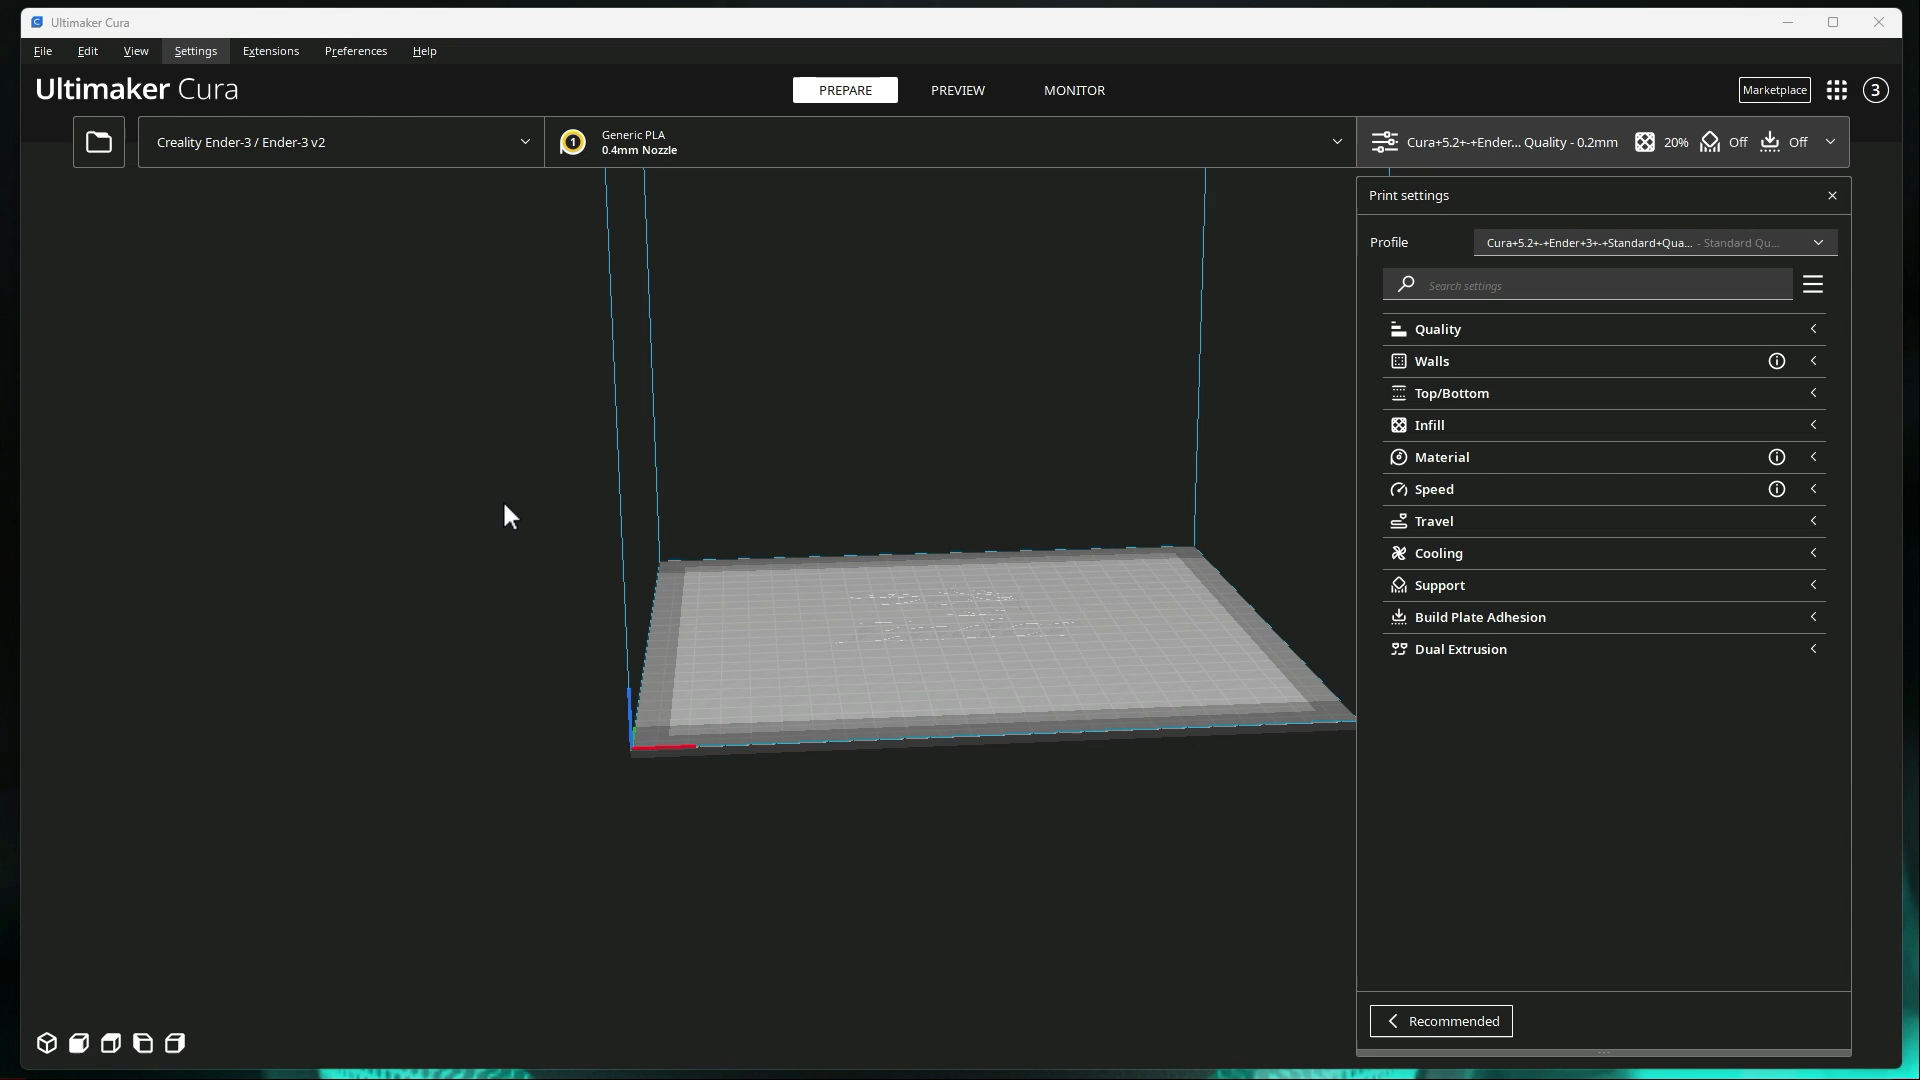 Ultimaker Cura
File Edit View Settings Extensions Preferences Help
Ultimaker Cura
PREPARE PREVIEW MONITOR
Marketplace
3
Creality Ender-3 / Ender-3 v2
1
Generic PLA
0.4mm Nozzle
Cura+5.2+-+Ender... Quality - 0.2mm 20% Off Off
Print settings
Profile
Cura+5.2+-+Ender+3+-+Standard+Qua... - Standard Qu...
Search settings
Quality
Walls
Top/Bottom
Infill
Material
Speed
Travel
Cooling
Support
Build Plate Adhesion
Dual Extrusion
Recommended